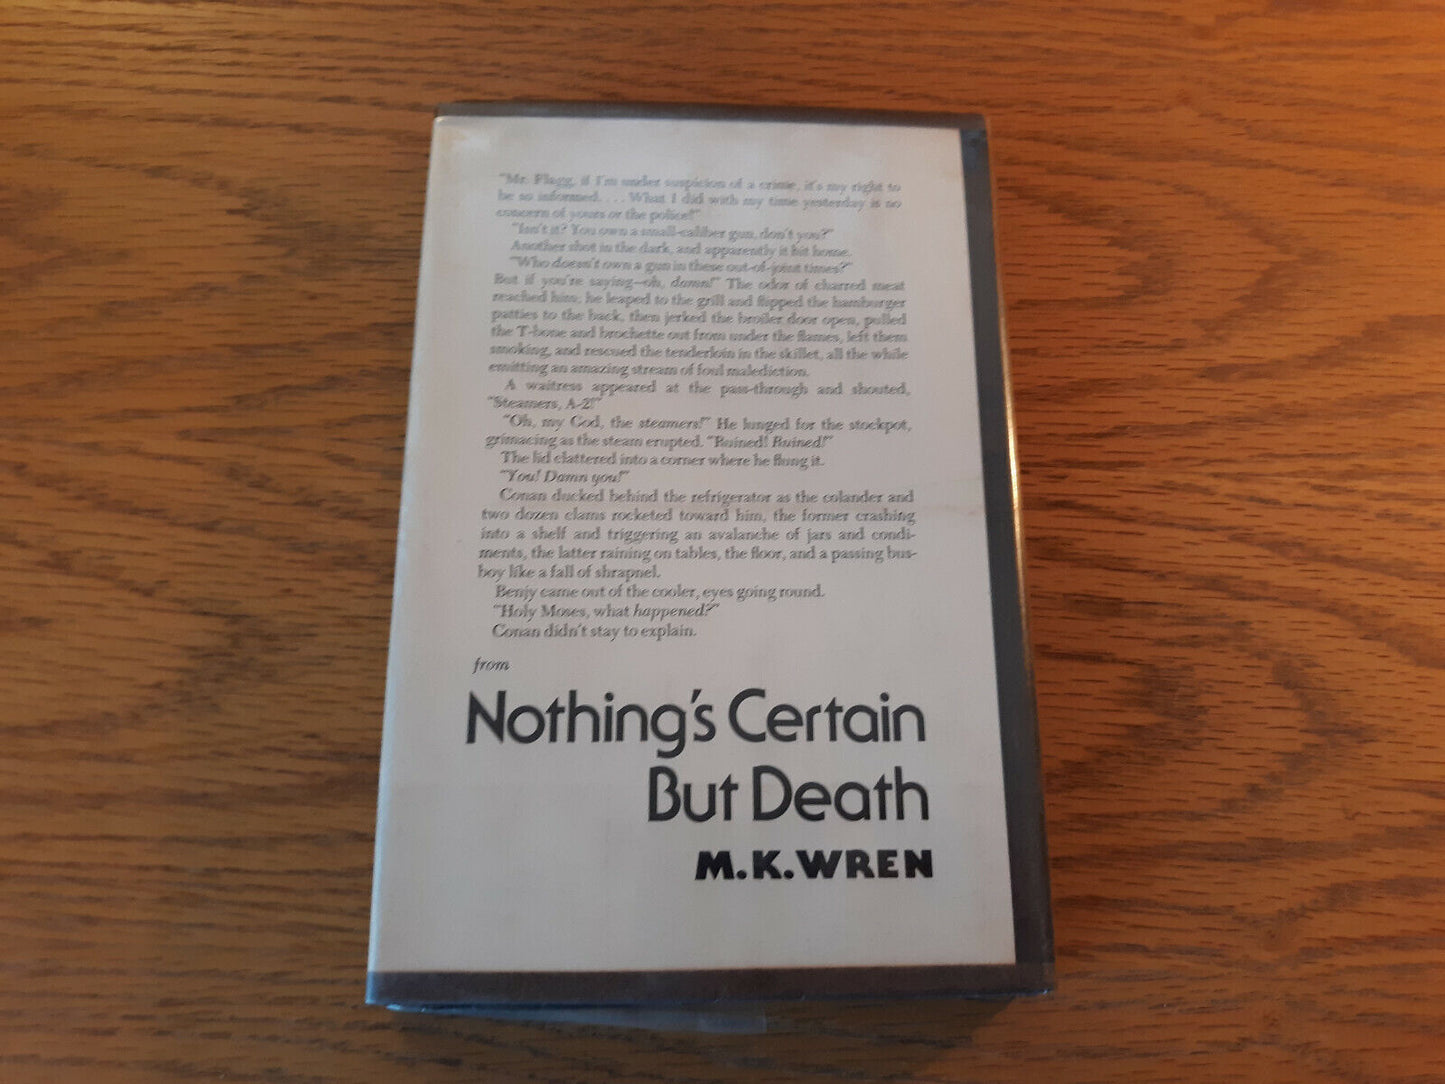 "Mr. Flagg, if I'm under suspicion of a crime, it's my right to
be so informed. . . . What I did with my time yesterday is no
concern of yours or the police!"
"Isn't it? You own a small-caliber gun, don't you?"
Another shot in the dark, and apparently it hit home.
"Who doesn't own a gun in these out-of-joint times?"
But if you're saying—oh, damn!" The odor of charred meat
reached him; he leaped to the grill and flipped the hamburger
patties to the back, then jerked the broiler door open, pulled
the T-bone and brochette out from under the flames, left them
smoking, and rescued the tenderloin in the skillet, all the while
emitting an amazing stream of foul malediction.
A waitress appeared at the pass-through and shouted,
"Steamers, A-2!"
"Oh, my God, the steamers!" He lunged for the stockpot,
grimacing as the steam erupted. "Ruined! Ruined!"
The lid clattered into a corner where he flung it.
"You! Damn you!"
Conan ducked behind the refrigerator as the colander and
two dozen clams rocketed toward him, the former crashing
into a shelf and triggering an avalanche of jars and condi-
ments, the latter raining on tables, the floor, and a passing bus-
boy like a fall of shrapnel.
Benjy came out of the cooler, eyes going round.
"Holy Moses, what happened?"
Conan didn't stay to explain.
from
Nothing's Certain
But Death
M.K.WREN